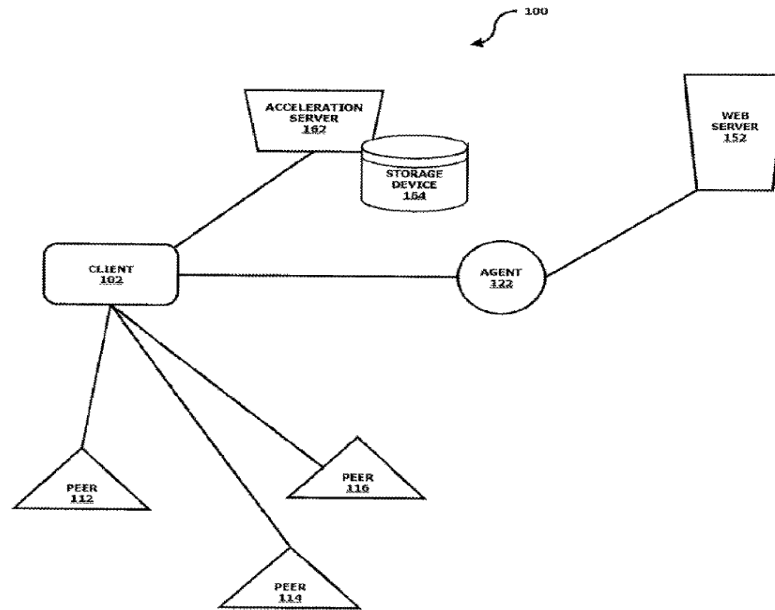 100
ACCELERATION
SERVER
162
WEB
SERVER
152
STORAGE
DEVICE
164
CLIENT
102
AGENT
122
PEER
112
PEER
116
PEER
114